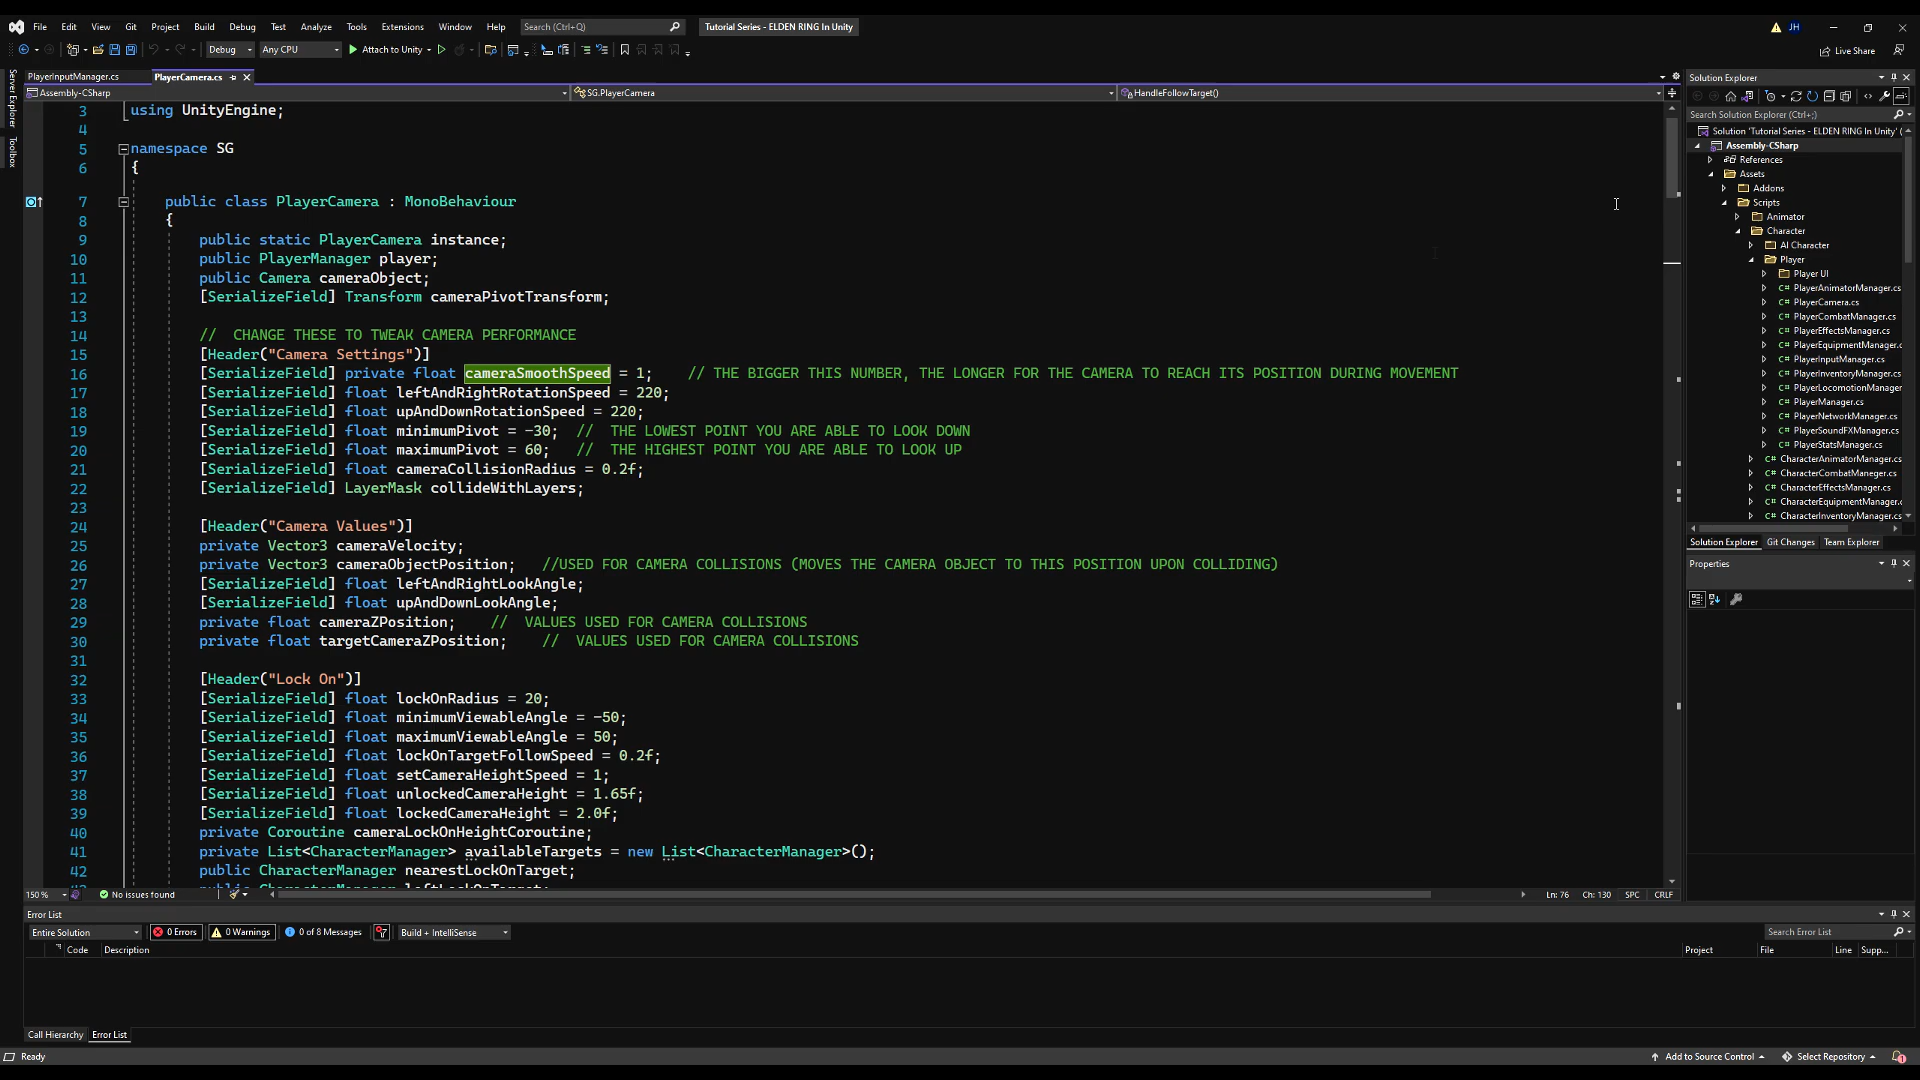 File Edit View Git Project Build Debug Test Analyze Tools Extensions Window Help Search (Ctrl+Q) Tutorial Series - ELDEN RING In Unity JH
Debug Any CPU Attach to Unity Live Share
Server Explorer
Toolbox
PlayerInputManager.cs PlayerCamera.cs
Assembly-CSharp SG.PlayerCamera HandleFollowTarget()
3 using UnityEngine;
4
5 namespace SG
6 {
7 public class PlayerCamera : MonoBehaviour
8 {
9 public static PlayerCamera instance;
10 public PlayerManager player;
11 public Camera cameraObject;
12 [SerializeField] Transform cameraPivotTransform;
13
14 // CHANGE THESE TO TWEAK CAMERA PERFORMANCE
15 [Header("Camera Settings")]
16 [SerializeField] private float cameraSmoothSpeed = 1; // THE BIGGER THIS NUMBER, THE LONGER FOR THE CAMERA TO REACH ITS POSITION DURING MOVEMENT
17 [SerializeField] float leftAndRightRotationSpeed = 220;
18 [SerializeField] float upAndDownRotationSpeed = 220;
19 [SerializeField] float minimumPivot = -30; // THE LOWEST POINT YOU ARE ABLE TO LOOK DOWN
20 [SerializeField] float maximumPivot = 60; // THE HIGHEST POINT YOU ARE ABLE TO LOOK UP
21 [SerializeField] float cameraCollisionRadius = 0.2f;
22 [SerializeField] LayerMask collideWithLayers;
23
24 [Header("Camera Values")]
25 private Vector3 cameraVelocity;
26 private Vector3 cameraObjectPosition; //USED FOR CAMERA COLLISIONS (MOVES THE CAMERA OBJECT TO THIS POSITION UPON COLLIDING)
27 [SerializeField] float leftAndRightLookAngle;
28 [SerializeField] float upAndDownLookAngle;
29 private float cameraZPosition; // VALUES USED FOR CAMERA COLLISIONS
30 private float targetCameraZPosition; // VALUES USED FOR CAMERA COLLISIONS
31
32 [Header("Lock On")]
33 [SerializeField] float lockOnRadius = 20;
34 [SerializeField] float minimumViewableAngle = -50;
35 [SerializeField] float maximumViewableAngle = 50;
36 [SerializeField] float lockOnTargetFollowSpeed = 0.2f;
37 [SerializeField] float setCameraHeightSpeed = 1;
38 [SerializeField] float unlockedCameraHeight = 1.65f;
39 [SerializeField] float lockedCameraHeight = 2.0f;
40 private Coroutine cameraLockOnHeightCoroutine;
41 private List<CharacterManager> availableTargets = new List<CharacterManager>();
42 public CharacterManager nearestLockOnTarget;
150 % No issues found Ln: 76 Ch: 130 SPC CRLF
Solution Explorer
Search Solution Explorer (Ctrl+;)
Solution 'Tutorial Series - ELDEN RING In Unity' (
Assembly-CSharp
References
Assets
Addons
Scripts
Animator
Character
AI Character
Player
Player UI
C# PlayerAnimatorManager.cs
C# PlayerCamera.cs
C# PlayerCombatManager.cs
C# PlayerEffectsManager.cs
C# PlayerEquipmentManager.c
C# PlayerInputManager.cs
C# PlayerInventoryManager.cs
C# PlayerLocomotionManager
C# PlayerManager.cs
C# PlayerNetworkManager.cs
C# PlayerSoundFXManager.cs
C# PlayerStatsManager.cs
C# CharacterAnimatorManager.cs
C# CharacterCombatManeger.cs
C# CharacterEffectsManager.cs
C# CharacterEquipmentManager.c
C# CharacterInventoryManager.cs
Solution Explorer Git Changes Team Explorer
Properties
Error List
Entire Solution 0 Errors 0 Warnings 0 of 8 Messages Build + IntelliSense Search Error List
Code Description Project File Line Supp...
Call Hierarchy Error List
Ready Add to Source Control Select Repository 1